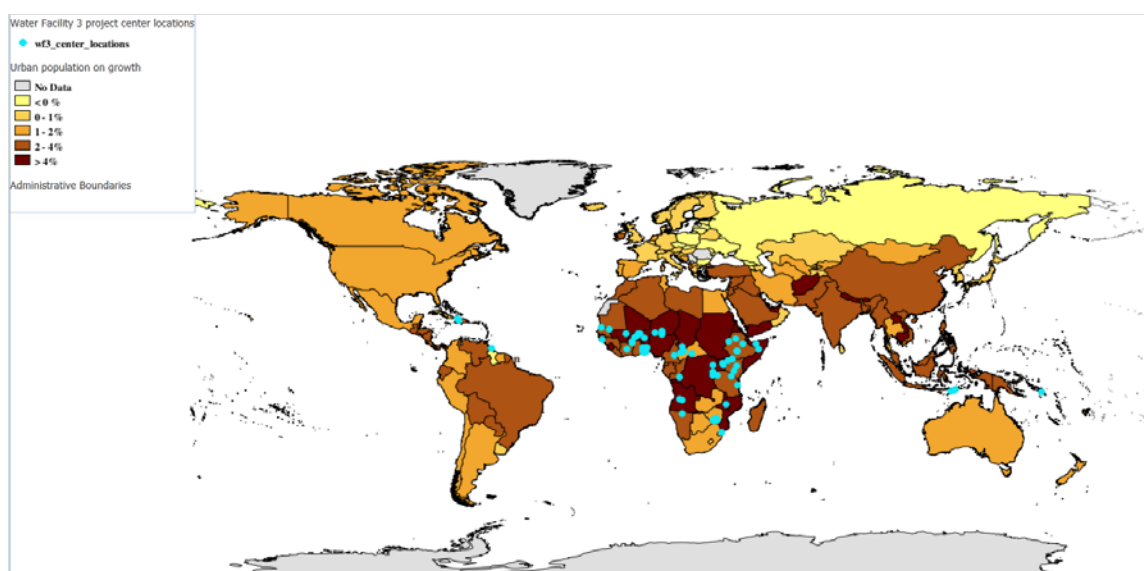 Water Facility 3 project center locations
wf3_center_locations
Urban population on growth
No Data
< 0 %
0 - 1%
1 - 2%
2 - 4%
> 4%
Administrative Boundaries